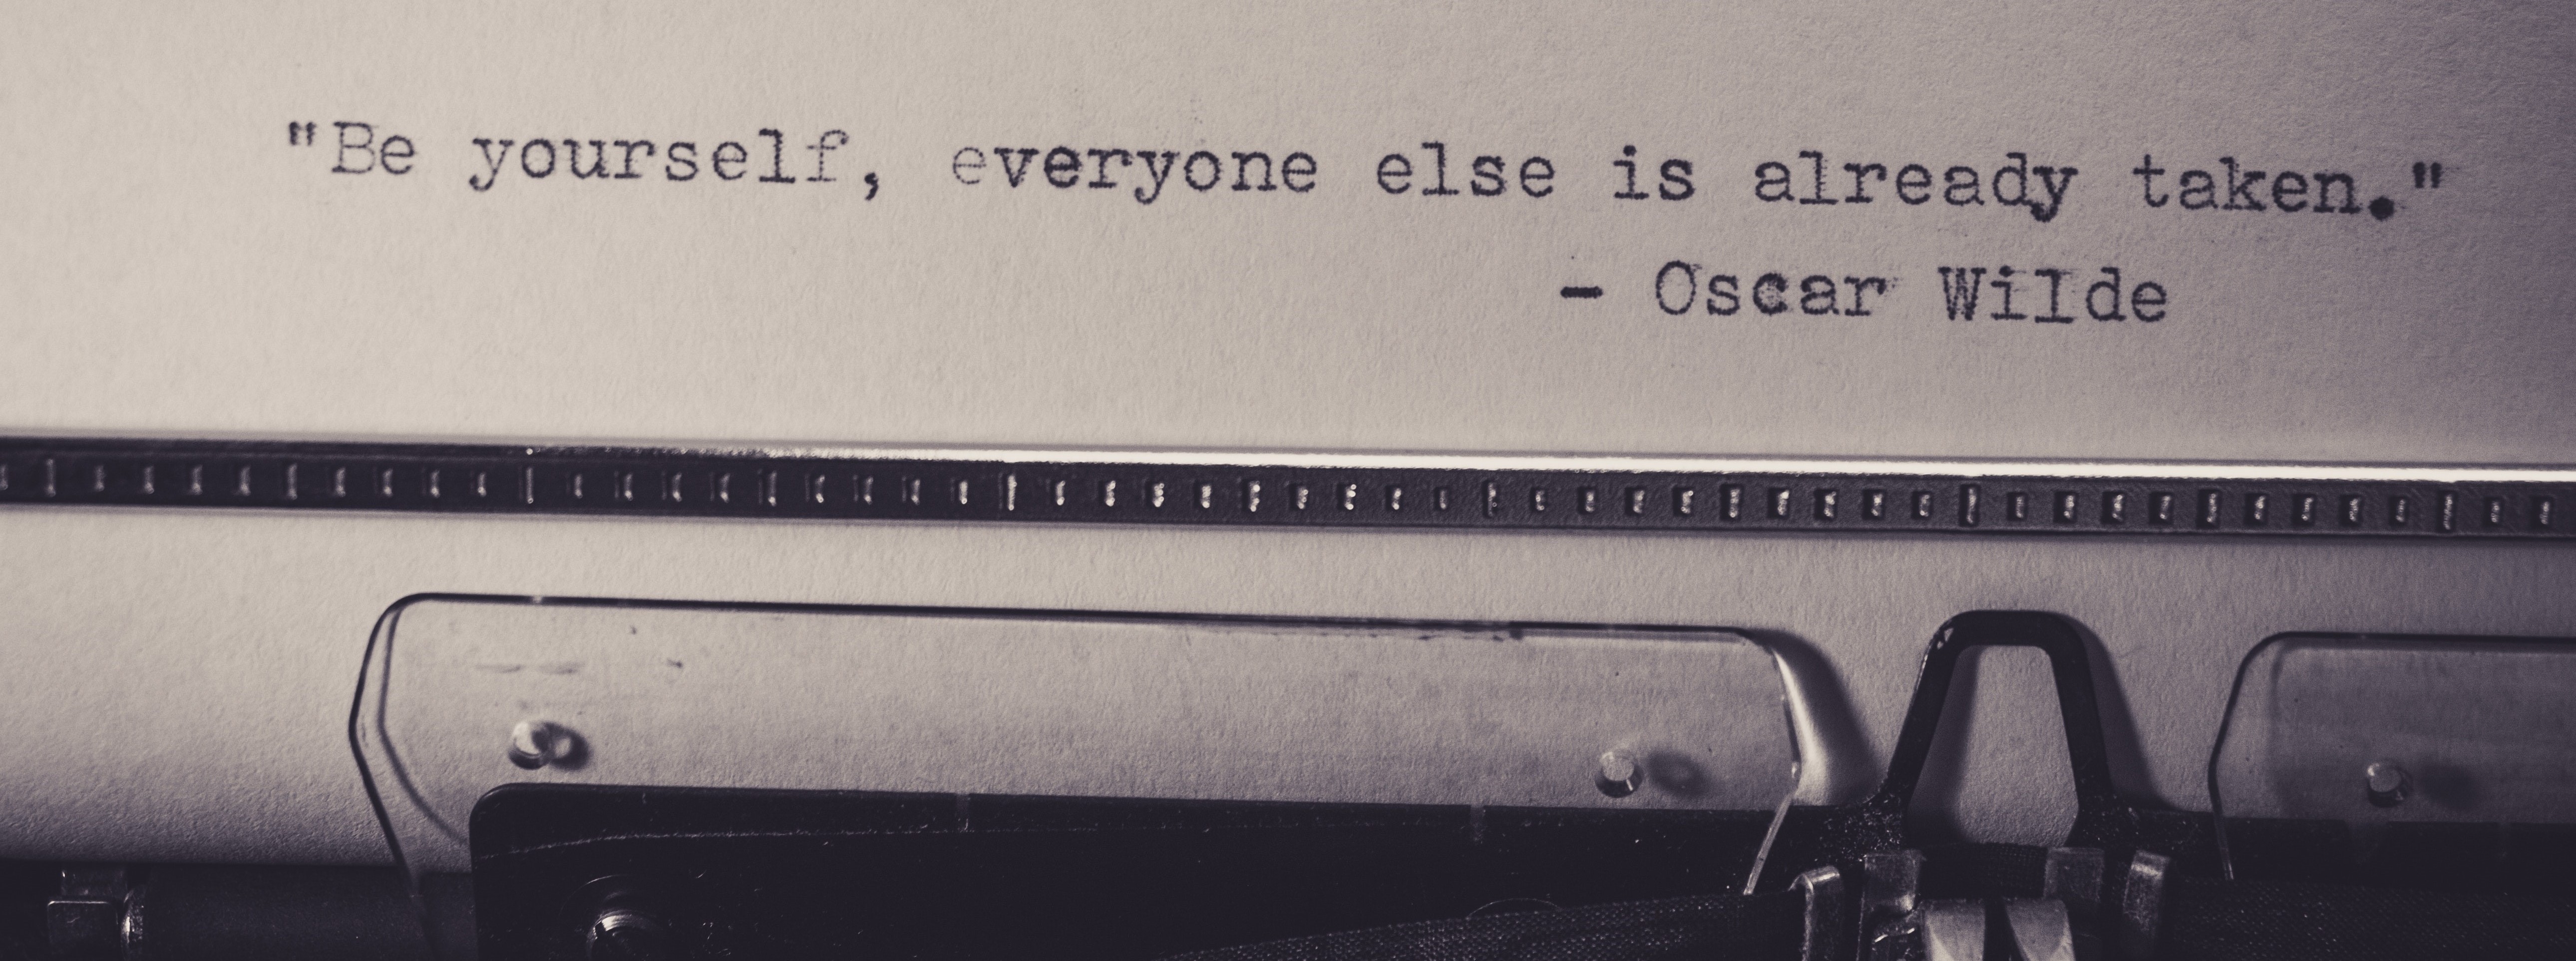 "Be yourself, everyone else is already taken."
- Oscar Wilde